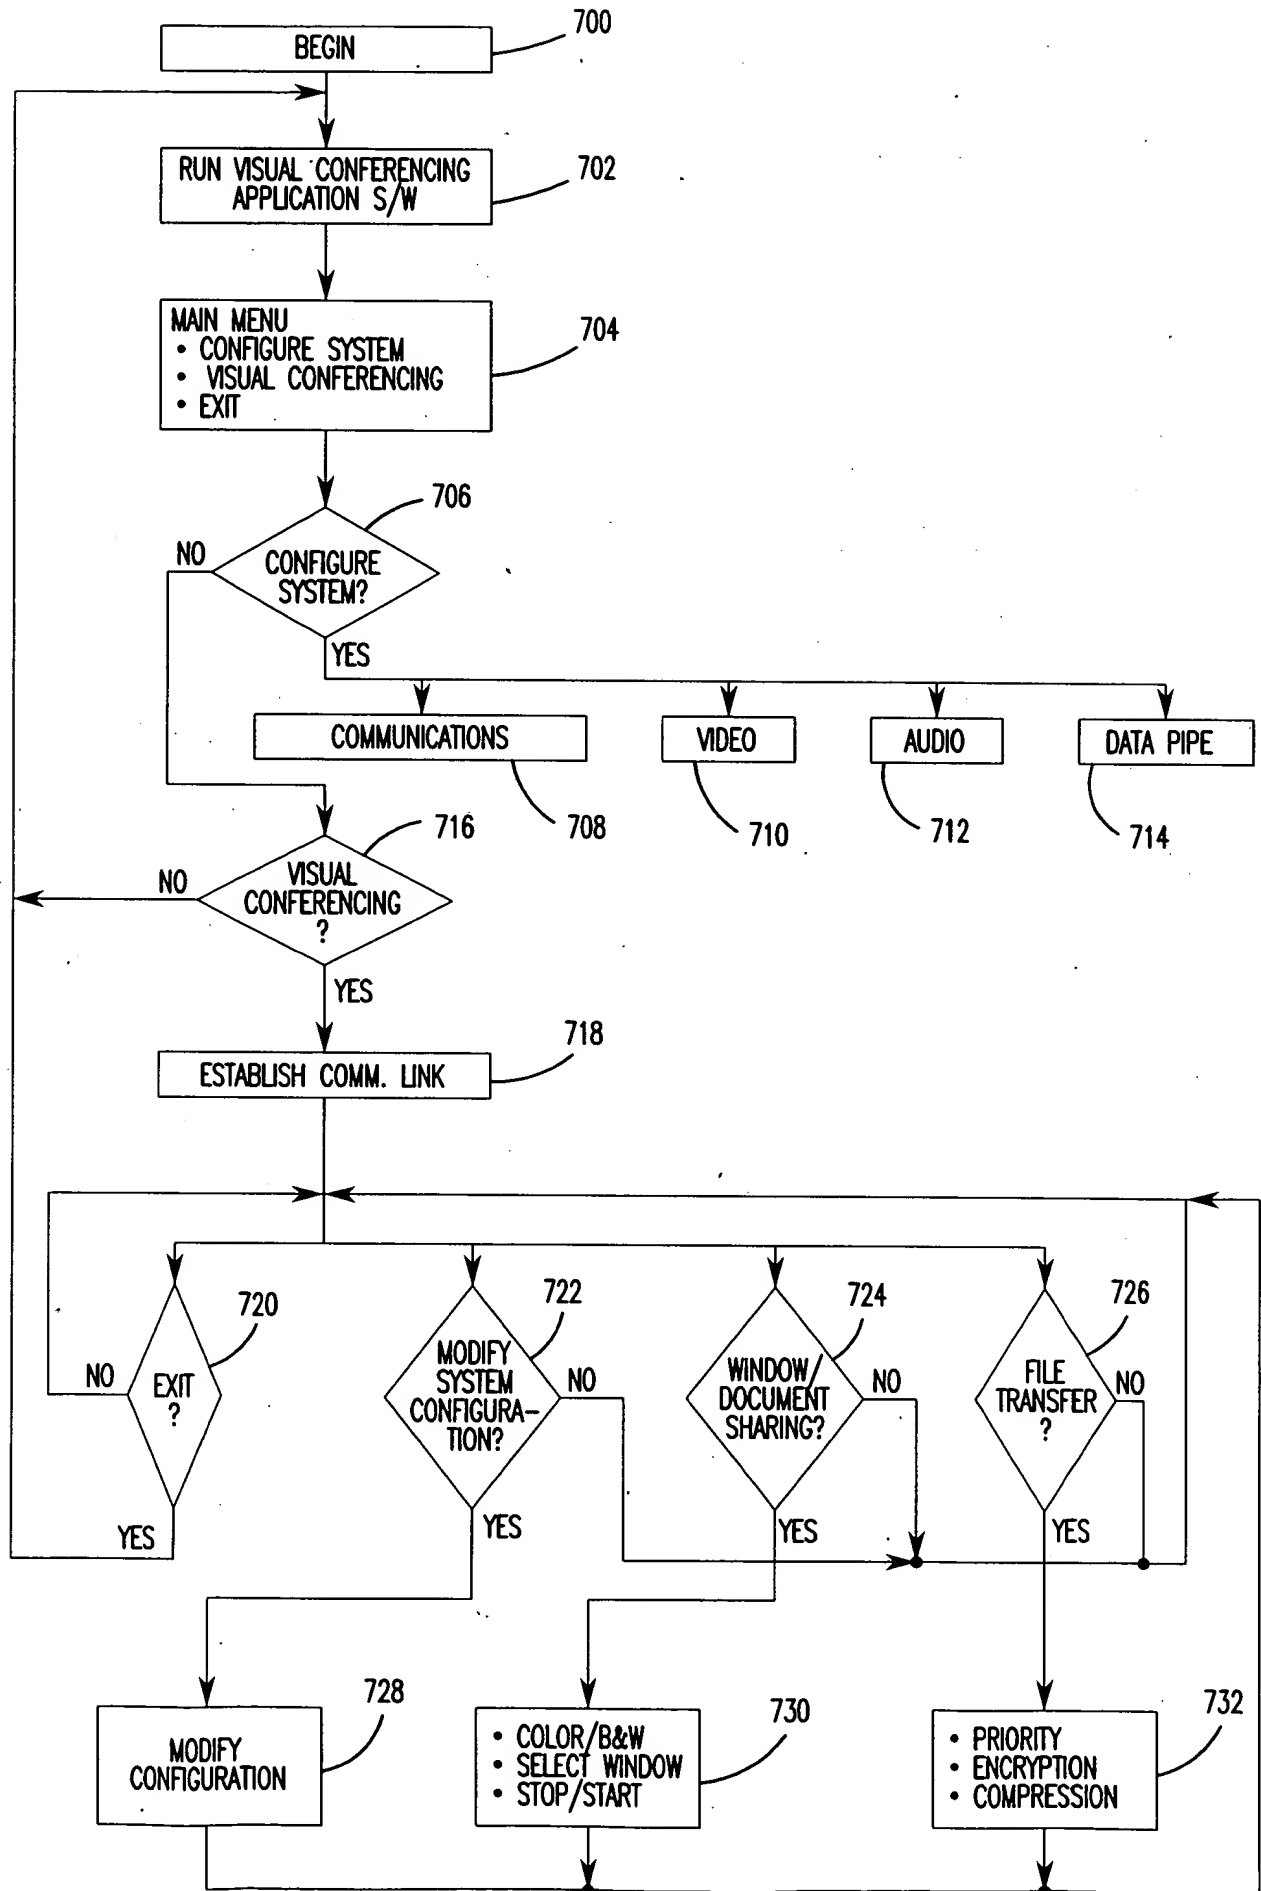 700
BEGIN
702
RUN VISUAL CONFERENCING
APPLICATION S/W
704
MAIN MENU
• CONFIGURE SYSTEM
• VISUAL CONFERENCING
• EXIT
706
NO
CONFIGURE
SYSTEM?
YES
COMMUNICATIONS
VIDEO
AUDIO
DATA PIPE
708
710
712
714
716
NO
VISUAL
CONFERENCING
?
YES
718
ESTABLISH COMM. LINK
720
722
724
726
NO
EXIT
?
YES
MODIFY
SYSTEM
CONFIGURA-
TION?
NO
YES
WINDOW/
DOCUMENT
SHARING?
NO
YES
FILE
TRANSFER
?
NO
YES
728
MODIFY
CONFIGURATION
730
• COLOR/B&W
• SELECT WINDOW
• STOP/START
732
• PRIORITY
• ENCRYPTION
• COMPRESSION